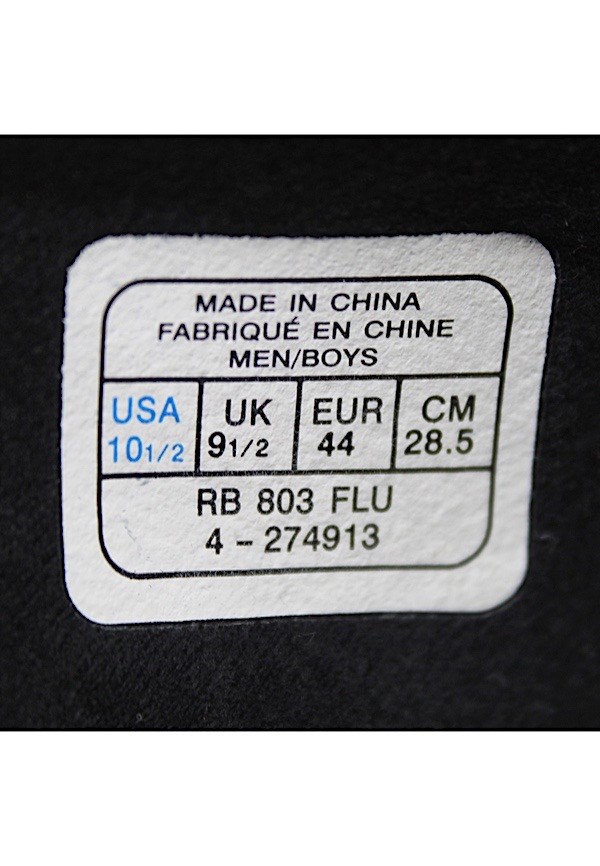 MADE IN CHINA
FABRIQUÉ EN CHINE
MEN/BOYS
USA UK EUR CM
10 1/2 9 1/2 44 28.5
RB 803 FLU
4 - 274913